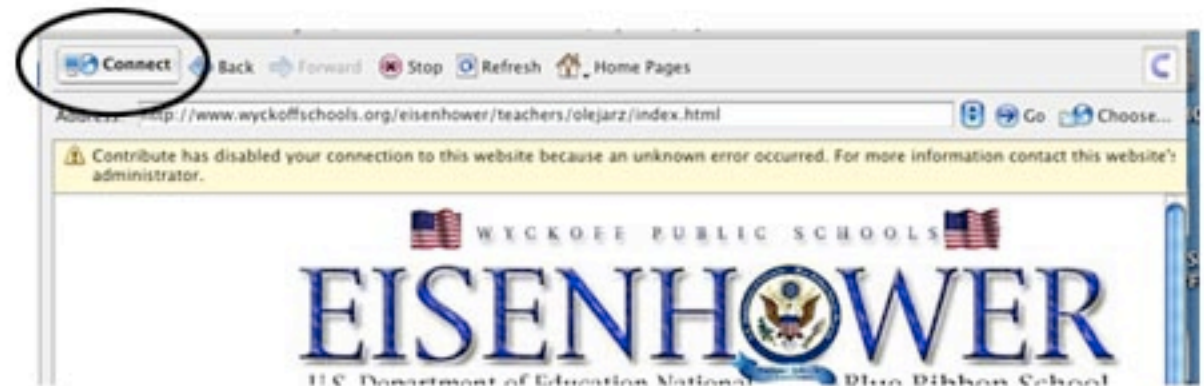 Connect Back Forward Stop Refresh Home Pages
http://www.wyckoffschools.org/eisenhower/teachers/olejarz/index.html Go Choose...
Contribute has disabled your connection to this website because an unknown error occurred. For more information contact this website's
administrator.
WYCKOFF PUBLIC SCHOOLS
EISENHOWER
U.S. Department of Education National Blue Ribbon School